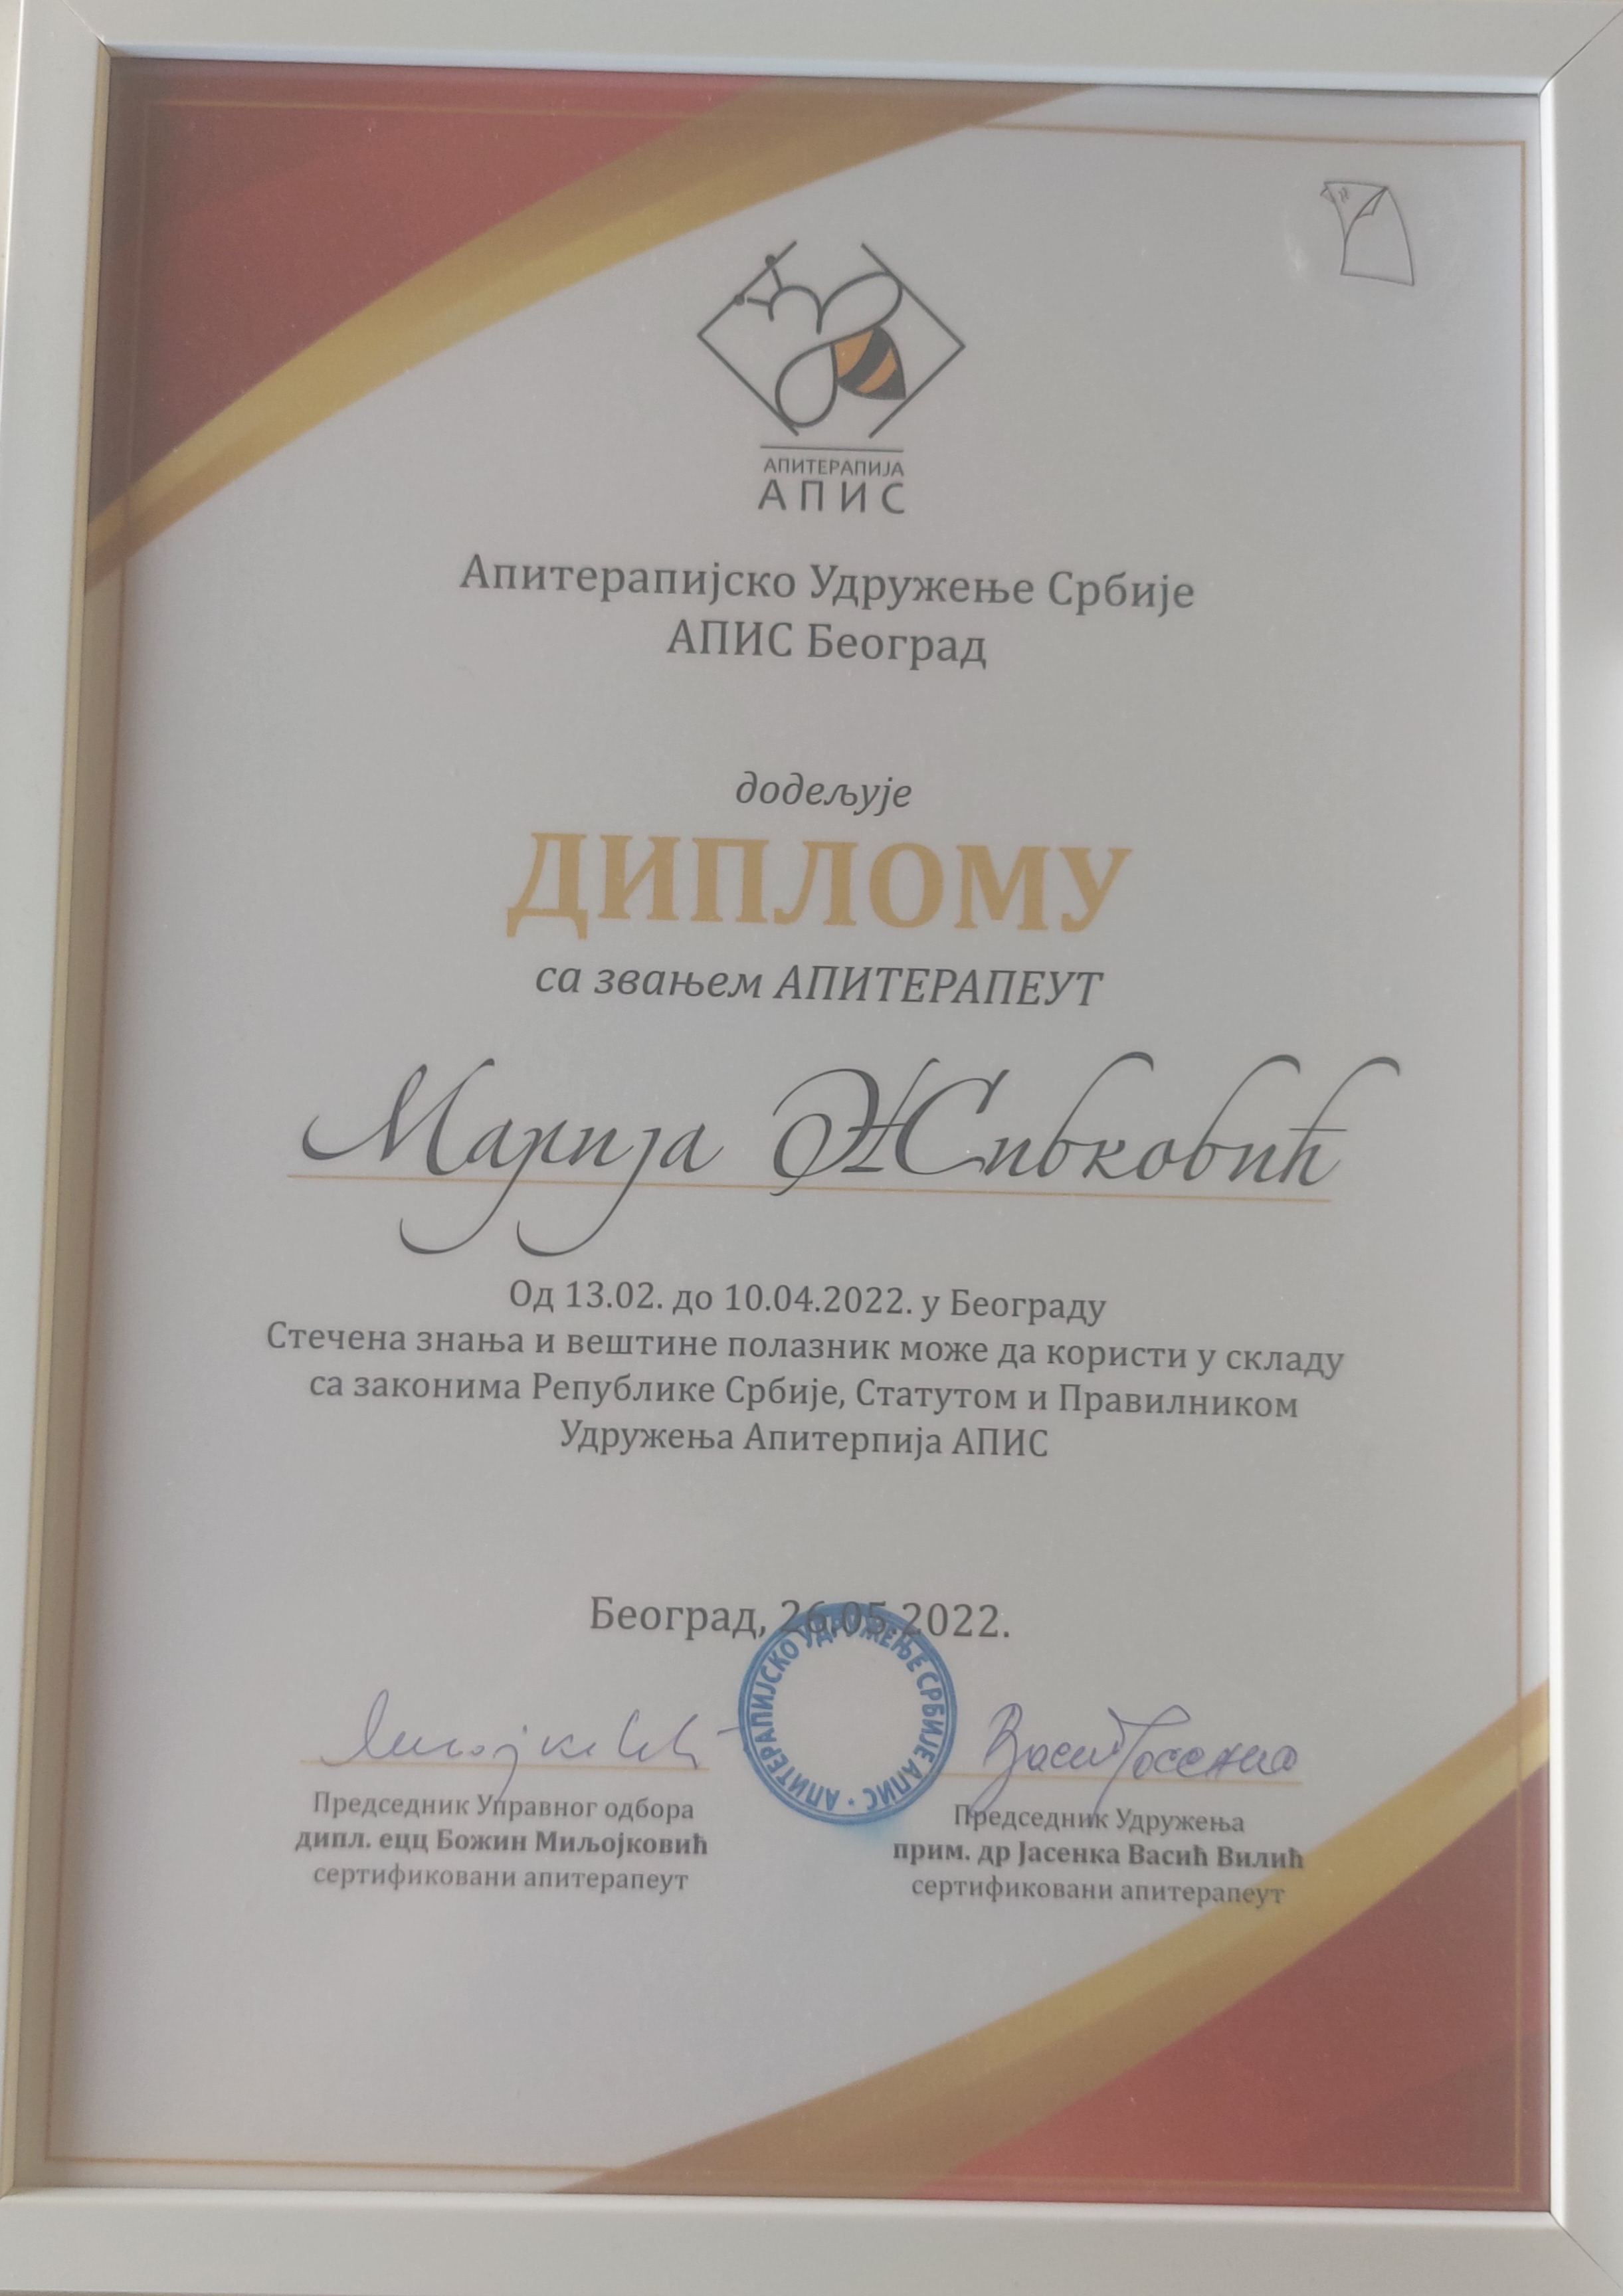 АПИТЕРАПИЈА
АПИС
Апитерапијско Удружење Србије
АПИС Београд
додељује
ДИПЛОМУ
са звањем АПИТЕРАПЕУТ
Марија Живковић
Од 13.02. до 10.04.2022. у Београду
Стечена знања и вештине полазник може да користи у складу
са законима Републике Србије, Статутом и Правилником
Удружења Апитерпија АПИС
Београд, 26.05.2022.
АПИТЕРАПИЈСКО УДРУЖЕЊЕ СРБИЈЕ АПИС
Председник Управног одбора
дипл. ецц Божин Миљојковић
сертификовани апитерапеут
Председник Удружења
прим. др Јасенка Васић Вилић
сертификовани апитерапеут